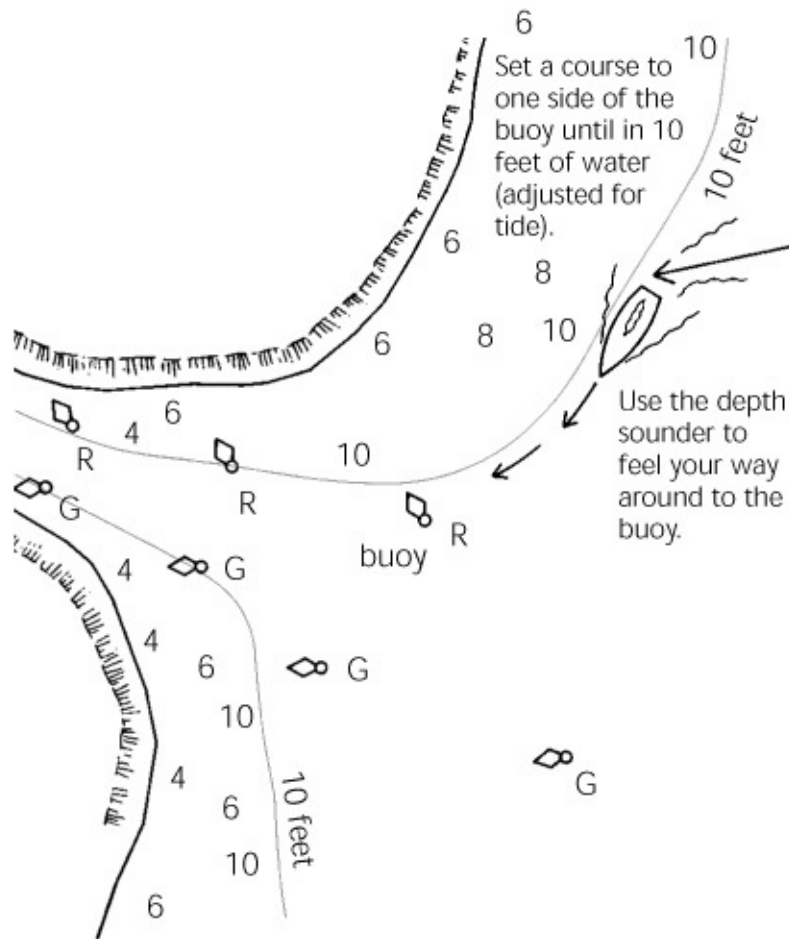 6
10
Set a course to
one side of the
buoy until in 10
feet of water
(adjusted for
tide).
10 feet
6
8
6
8
10
Use the depth
sounder to
feel your way
around to the
buoy.
6
4
10
R
R
R
buoy
G
4
G
4
6
G
10
G
4
6
10 feet
10
6